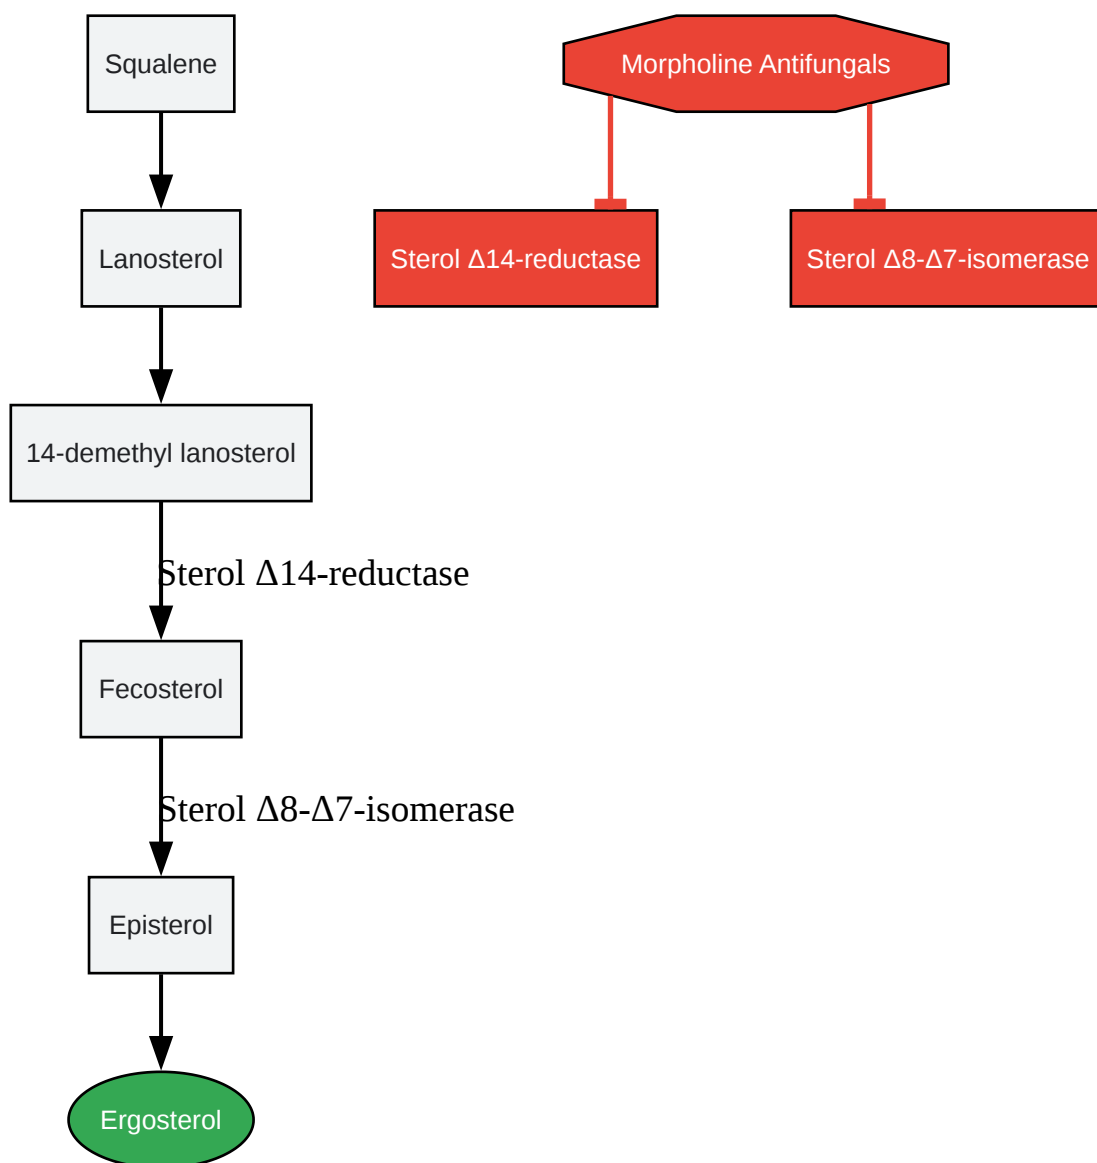 Squalene
Morpholine Antifungals
Lanosterol
Sterol Δ14-reductase
Sterol Δ8-Δ7-isomerase
14-demethyl lanosterol
Sterol Δ14-reductase
Fecosterol
Sterol Δ8-Δ7-isomerase
Episterol
Ergosterol